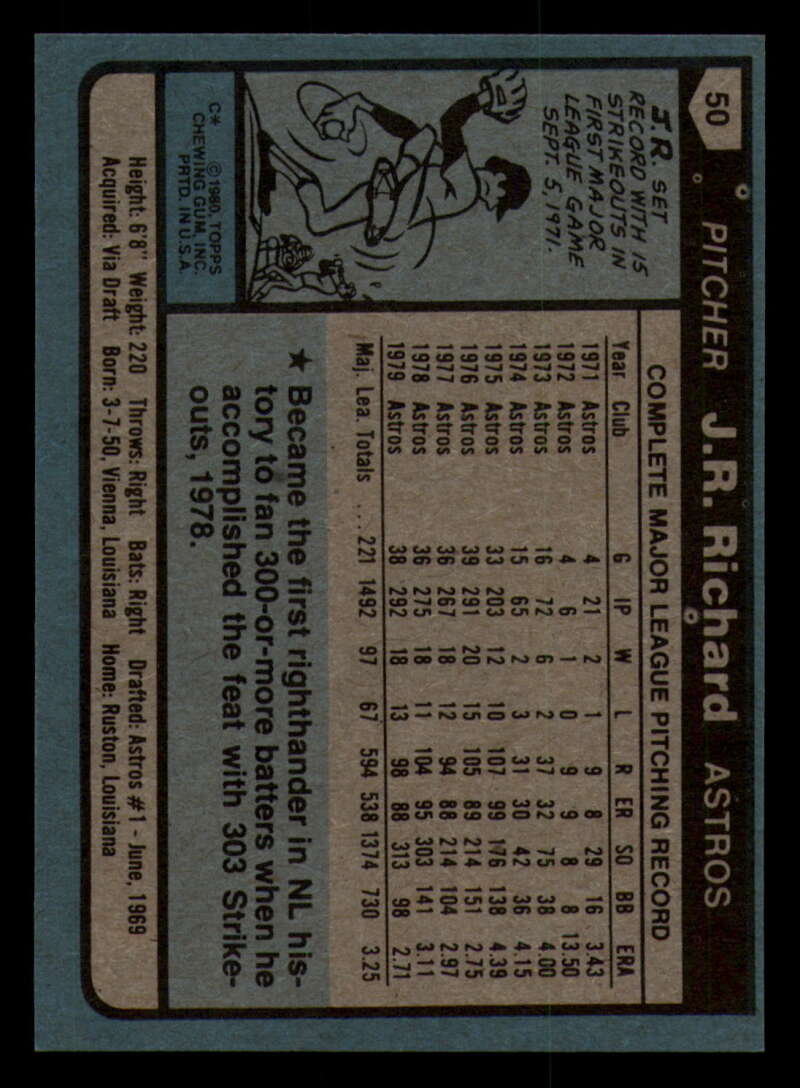 50
PITCHER J.R. Richard ASTROS
J.R. SET
RECORD WITH 15
STRIKEOUTS IN
FIRST MAJOR
LEAGUE GAME
SEPT. 5, 1971.
C* ©1980, TOPPS
CHEWING GUM, INC.
PRTD. IN U.S.A.
COMPLETE MAJOR LEAGUE PITCHING RECORD
Year Club G IP W L R ER SO BB ERA
1971 Astros 4 21 2 1 9 8 29 16 3.43
1972 Astros 4 6 1 0 9 9 8 8 13.50
1973 Astros 16 72 6 2 37 32 75 38 4.00
1974 Astros 15 65 2 3 31 30 42 36 4.15
1975 Astros 33 203 12 10 107 99 176 138 4.39
1976 Astros 39 291 20 15 105 89 214 151 2.75
1977 Astros 36 267 18 12 94 88 214 104 2.97
1978 Astros 36 275 18 11 104 95 303 141 3.11
1979 Astros 38 292 18 13 98 88 313 98 2.71
Maj. Lea. Totals ... 221 1492 97 67 594 538 1374 730 3.25
★ Became the first righthander in NL his-
tory to fan 300-or-more batters when he
accomplished the feat with 303 Strike-
outs, 1978.
Height: 6'8" Weight: 220 Throws: Right Bats: Right Drafted: Astros #1 - June, 1969
Acquired: Via Draft Born: 3-7-50, Vienna, Louisiana Home: Ruston, Louisiana